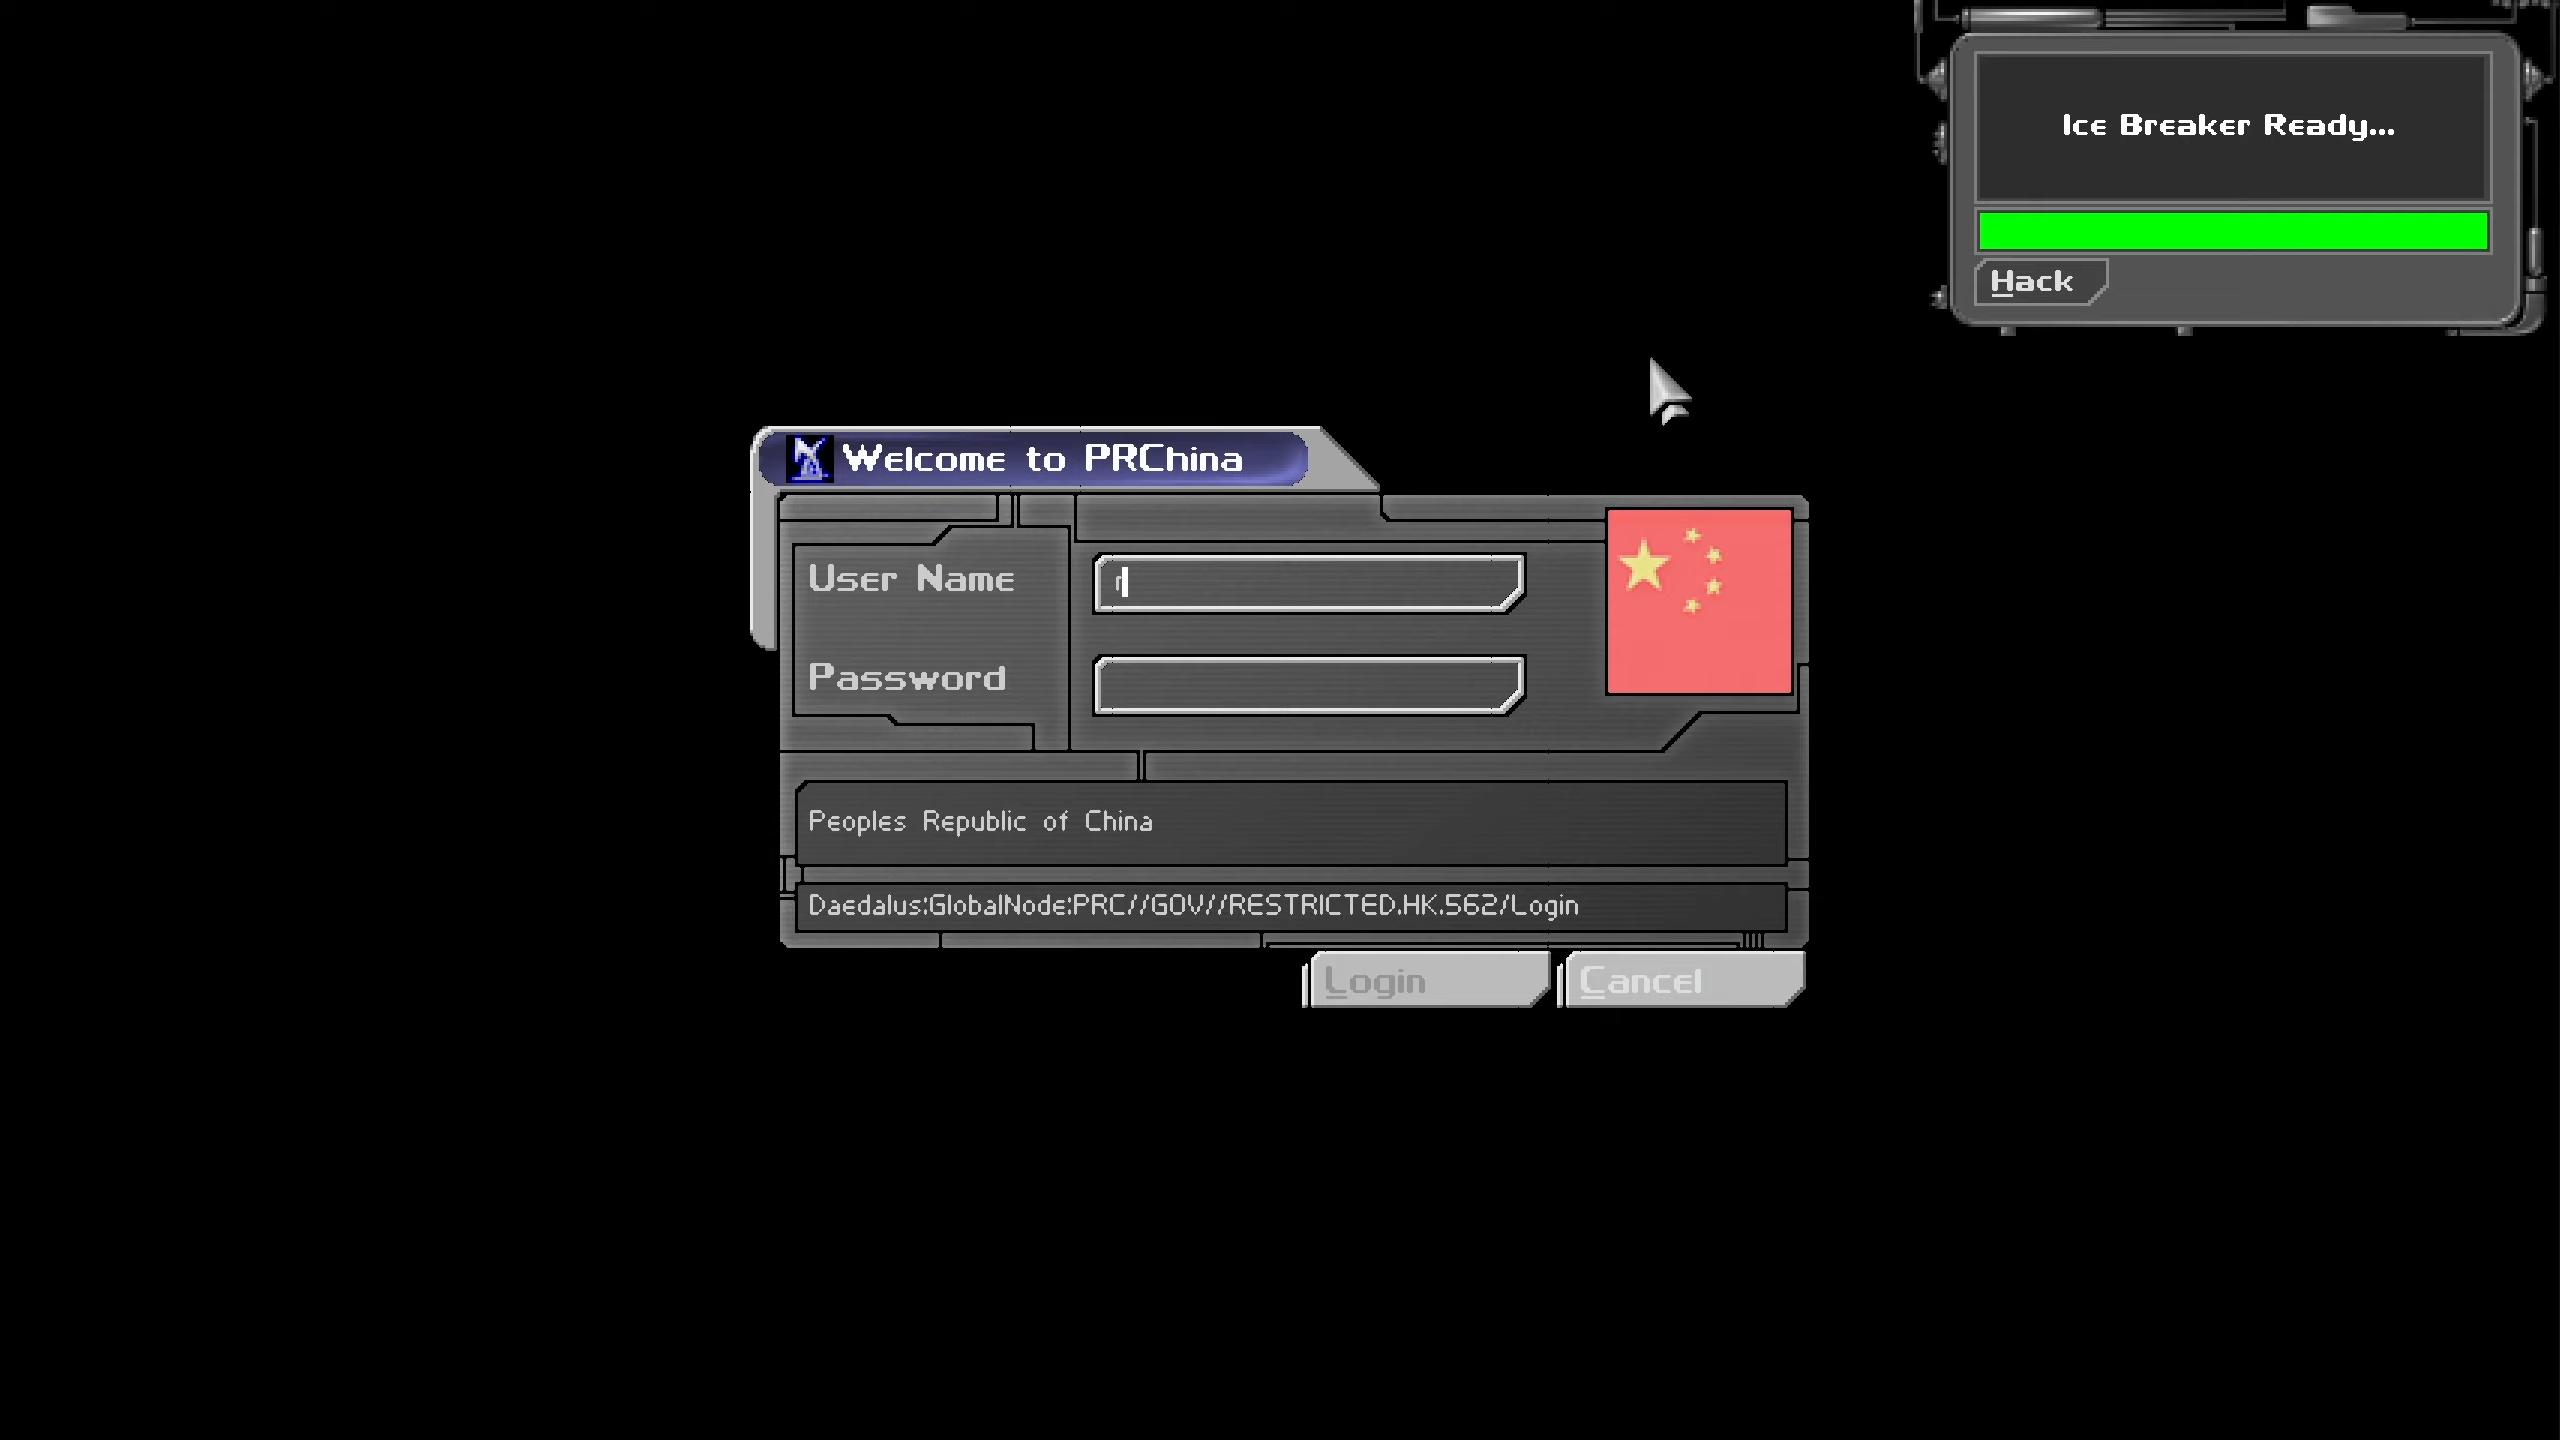 Ice Breaker Ready...
Hack
Welcome to PRChina
User Name
r
Password
Peoples Republic of China
Daedalus:GlobalNode:PRC//GOV//RESTRICTED.HK.562/Login
Login
Cancel